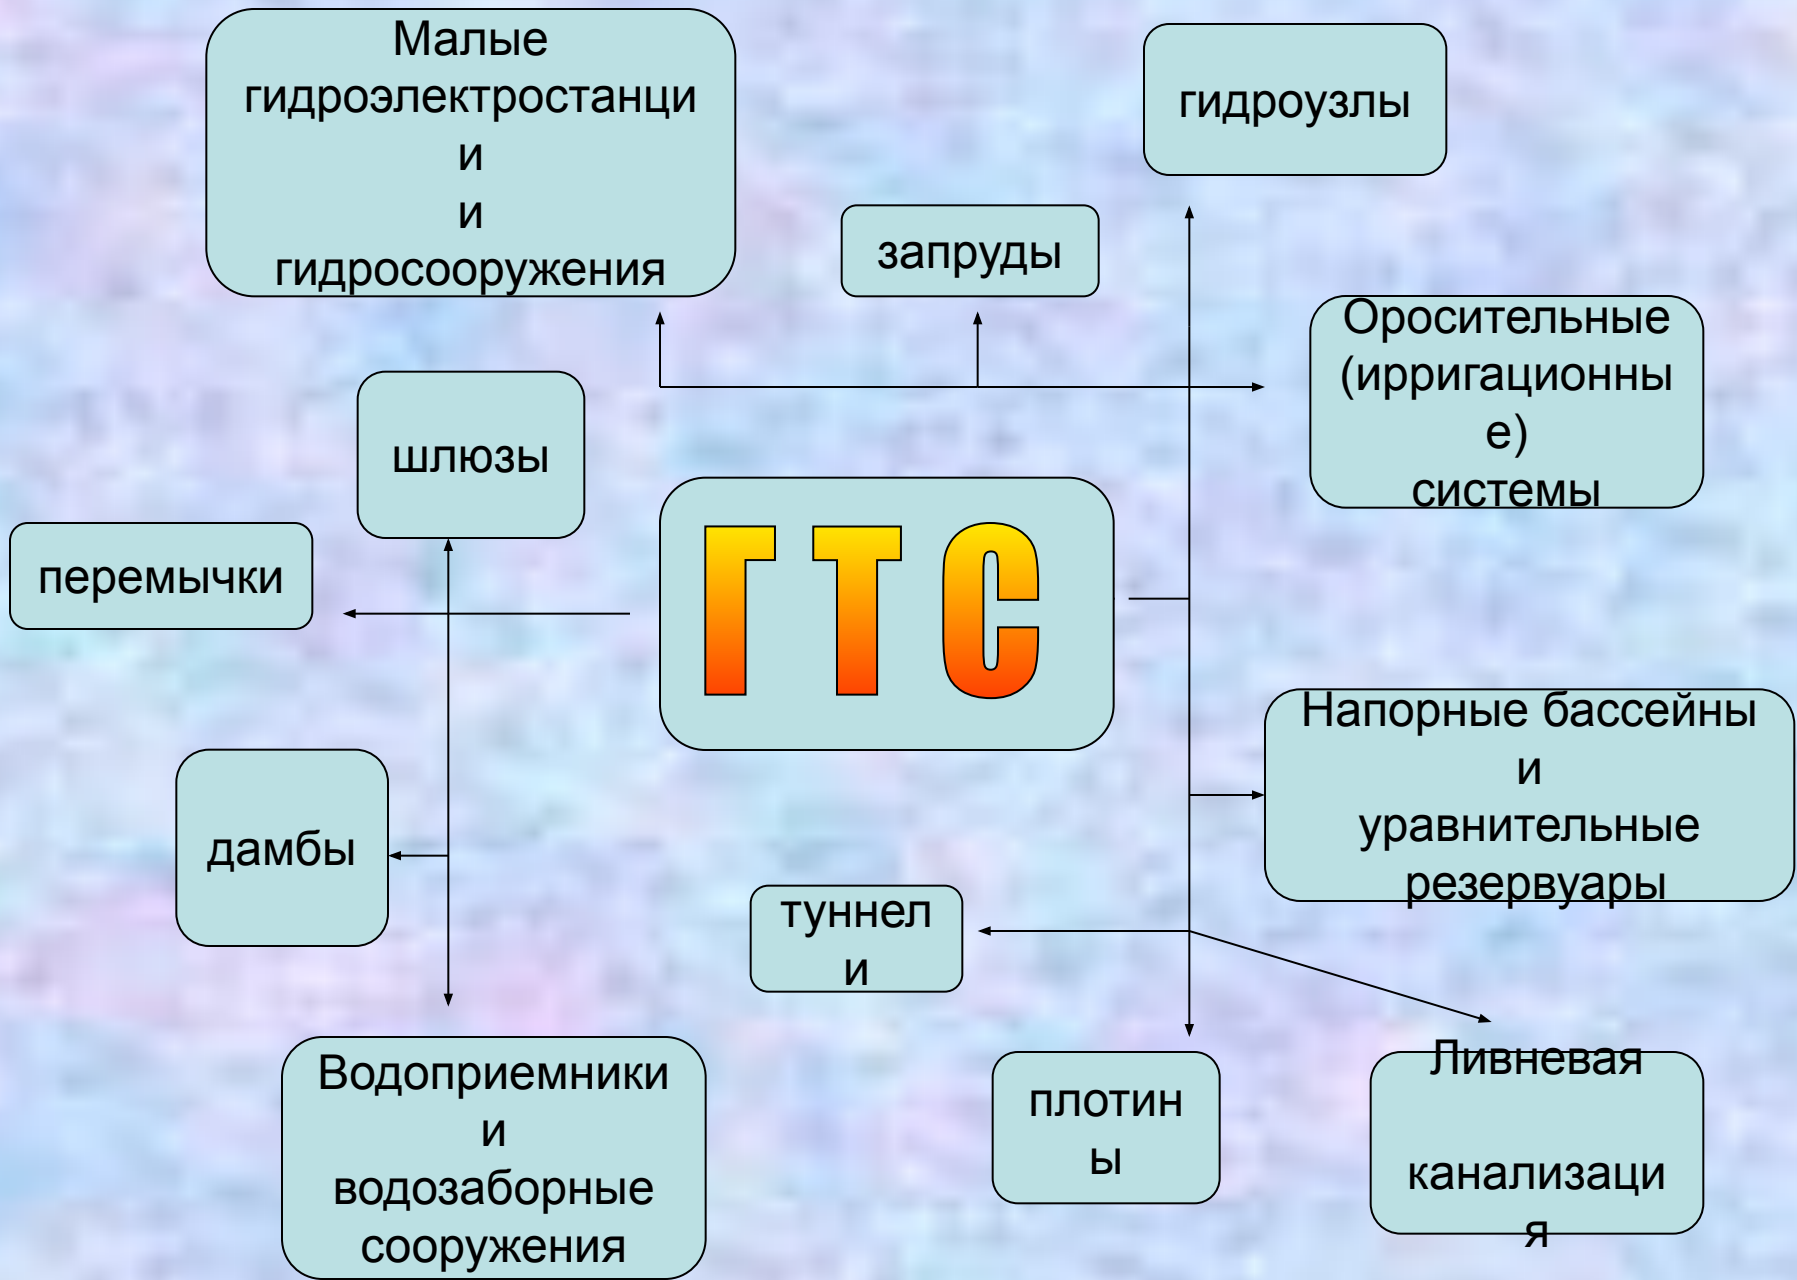 Малые
гидроэлектростанци
и
и
гидросооружения
гидроузлы
запруды
Оросительные
(ирригационны
е)
системы
шлюзы
перемычки
ГТС
Напорные бассейны
и
уравнительные
резервуары
дамбы
туннел
и
Водоприемники
и
водозаборные
сооружения
плотин
ы
Ливневая
канализаци
я